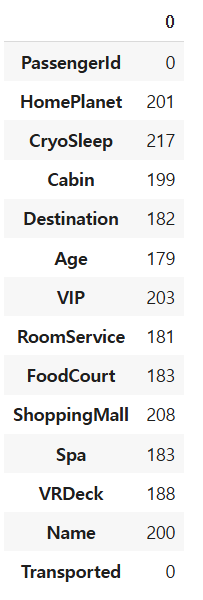 0
PassengerId 0
HomePlanet 201
CryoSleep 217
Cabin 199
Destination 182
Age 179
VIP 203
RoomService 181
FoodCourt 183
ShoppingMall 208
Spa 183
VRDeck 188
Name 200
Transported 0